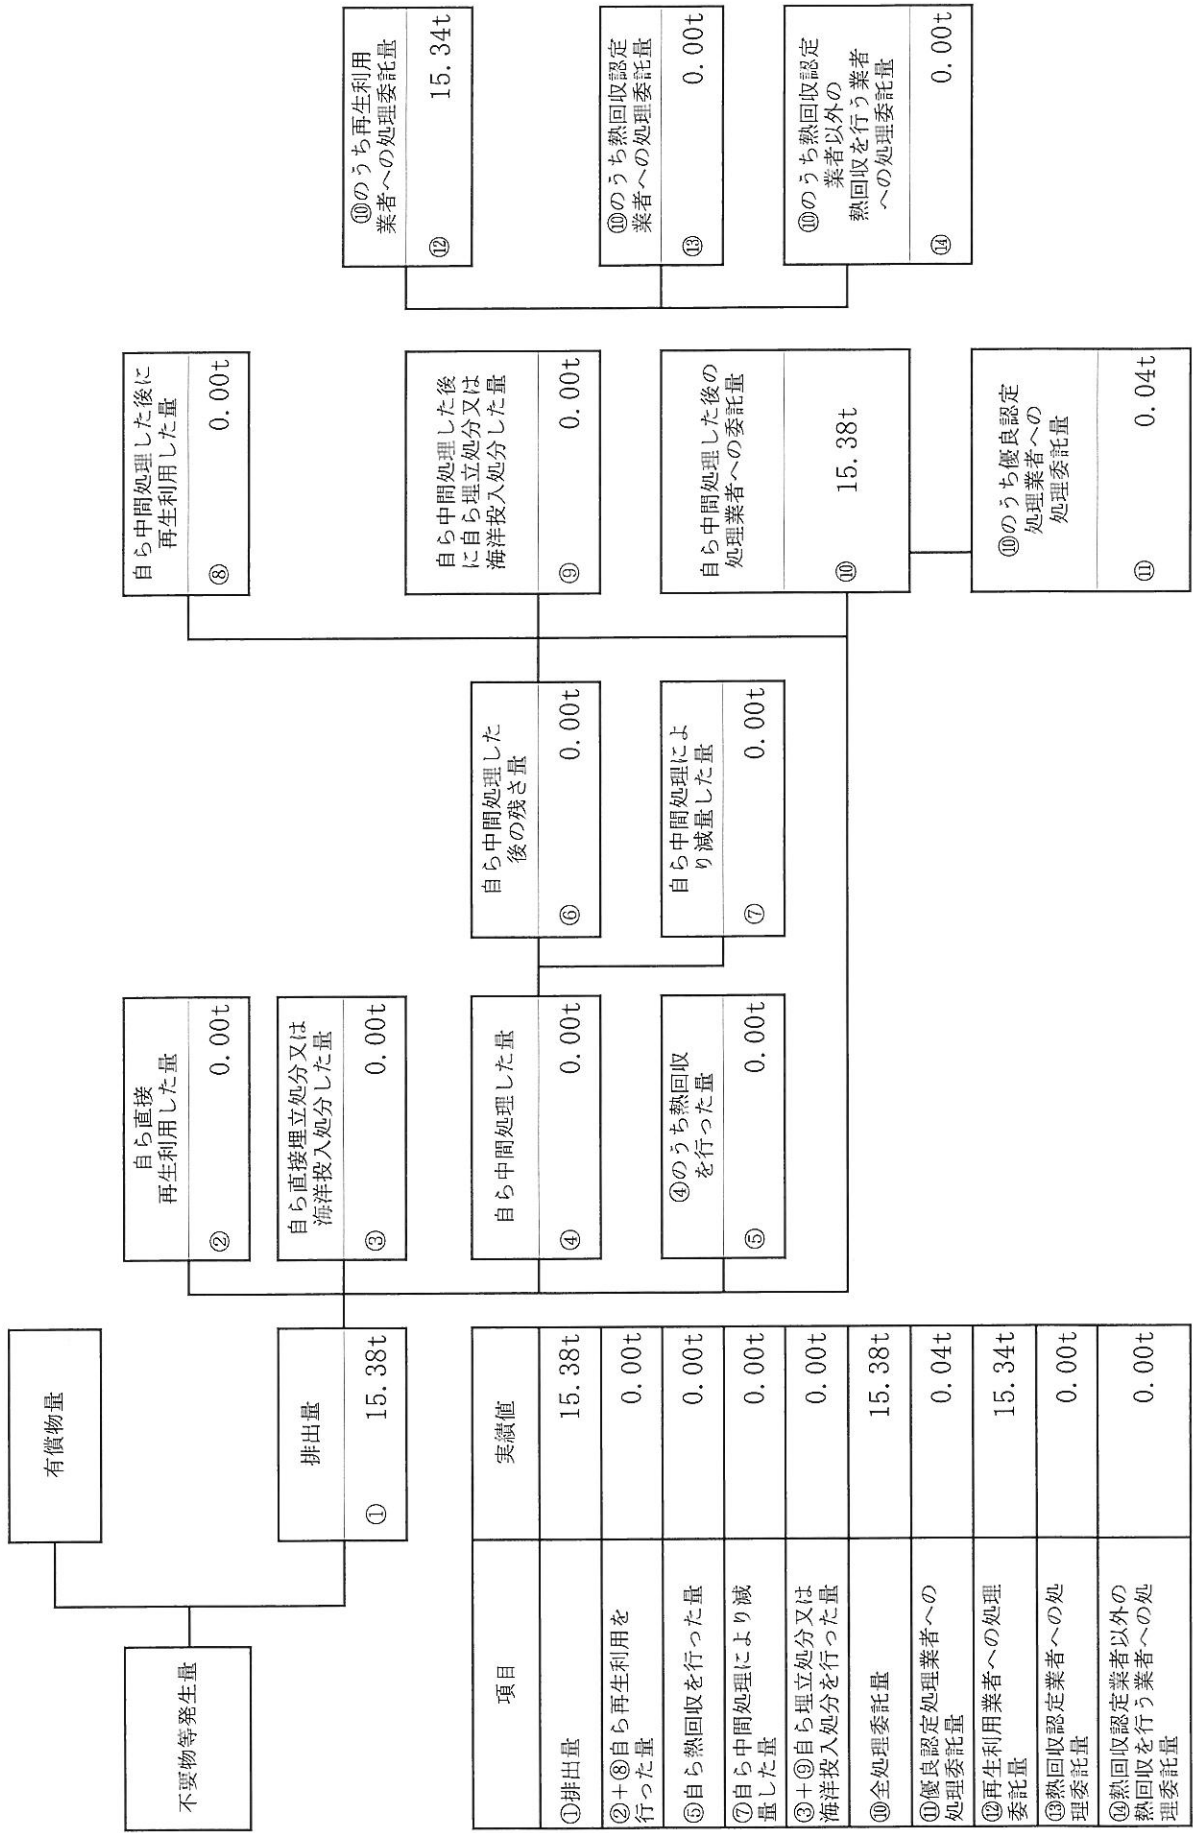 不要物等発生量
有償物量
排出量
① 15.38t
自ら直接
再生利用した量
② 0.00t
自ら直接埋立処分又は
海洋投入処分した量
③ 0.00t
自ら中間処理した量
④ 0.00t
④のうち熱回収
を行った量
⑤ 0.00t
自ら中間処理した
後の残さ量
⑥ 0.00t
自ら中間処理によ
り減量した量
⑦ 0.00t
自ら中間処理した後に
再生利用した量
⑧ 0.00t
自ら中間処理した後
に自ら埋立処分又は
海洋投入処分した量
⑨ 0.00t
自ら中間処理した後の
処理業者への委託量
⑩ 15.38t
⑩のうち優良認定
処理業者への
処理委託量
⑪ 0.04t
⑩のうち再生利用
業者への処理委託量
⑫ 15.34t
⑩のうち熱回収認定
業者への処理委託量
⑬ 0.00t
⑩のうち熱回収認定
業者以外の
熱回収を行う業者
への処理委託量
⑭ 0.00t
項目 実績値
①排出量 15.38t
②+⑧自ら再生利用を
行った量 0.00t
⑤自ら熱回収を行った量 0.00t
⑦自ら中間処理により減
量した量 0.00t
③+⑨自ら埋立処分又は
海洋投入処分を行った量 0.00t
⑩全処理委託量 15.38t
⑪優良認定処理業者への
処理委託量 0.04t
⑫再生利用業者への処理
委託量 15.34t
⑬熱回収認定業者への処
理委託量 0.00t
⑭熱回収認定業者以外の
熱回収を行う業者への処
理委託量 0.00t